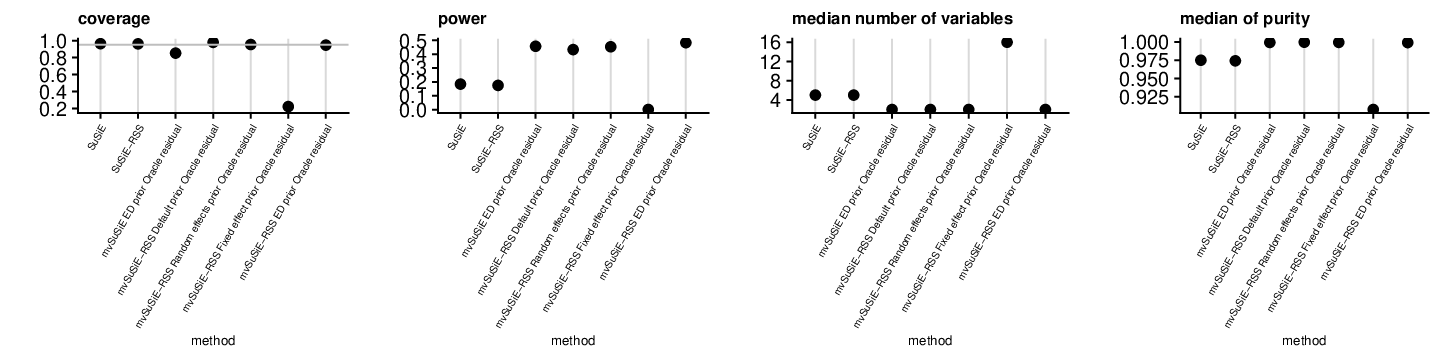 coverage
1.0
0.8
0.6
0.4
0.2
SuSiE
SuSiE−RSS
mvSuSiE ED prior Oracle residual
mvSuSiE−RSS Default prior Oracle residual
mvSuSiE−RSS Random effects prior Oracle residual
mvSuSiE−RSS Fixed effect prior Oracle residual
mvSuSiE−RSS ED prior Oracle residual
method
power
0.5
0.4
0.3
0.2
0.1
0.0
SuSiE
SuSiE−RSS
mvSuSiE ED prior Oracle residual
mvSuSiE−RSS Default prior Oracle residual
mvSuSiE−RSS Random effects prior Oracle residual
mvSuSiE−RSS Fixed effect prior Oracle residual
mvSuSiE−RSS ED prior Oracle residual
method
median number of variables
16
12
8
4
SuSiE
SuSiE−RSS
mvSuSiE ED prior Oracle residual
mvSuSiE−RSS Default prior Oracle residual
mvSuSiE−RSS Random effects prior Oracle residual
mvSuSiE−RSS Fixed effect prior Oracle residual
mvSuSiE−RSS ED prior Oracle residual
method
median of purity
1.000
0.975
0.950
0.925
SuSiE
SuSiE−RSS
mvSuSiE ED prior Oracle residual
mvSuSiE−RSS Default prior Oracle residual
mvSuSiE−RSS Random effects prior Oracle residual
mvSuSiE−RSS Fixed effect prior Oracle residual
mvSuSiE−RSS ED prior Oracle residual
method